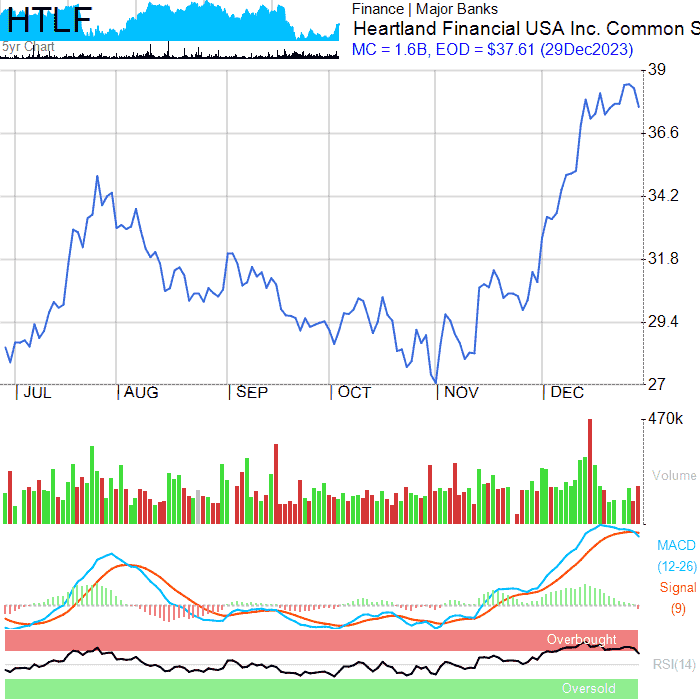 HTLF
5yr Chart
Finance | Major Banks
Heartland Financial USA Inc. Common S
MC = 1.6B, EOD = $37.61 (29Dec2023)
39
36.6
34.2
31.8
29.4
27
JUL AUG SEP OCT NOV DEC
470k
Volume
MACD
(12-26)
Signal
(9)
Overbought
RSI(14)
Oversold